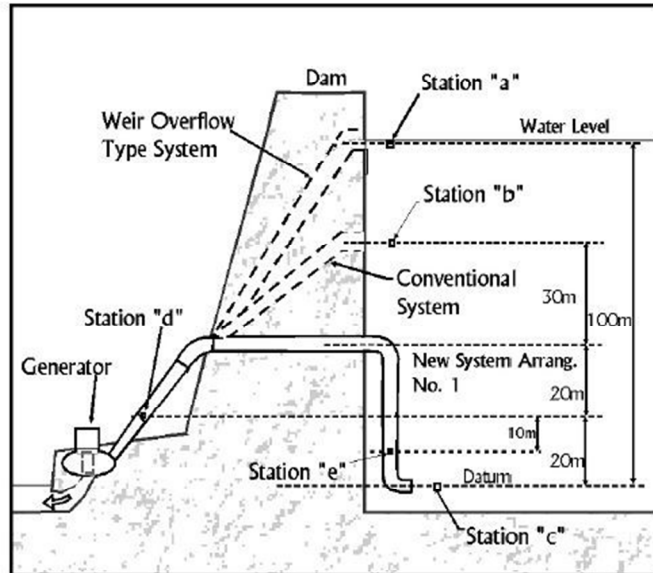 Dam
Station "a"
Water Level
Weir Overflow
Type System
Station "b"
Conventional
System
30m
100m
Station "d"
Generator
New System Arrang.
No. 1
20m
10m
20m
Station "e"
Datum
Station "c"